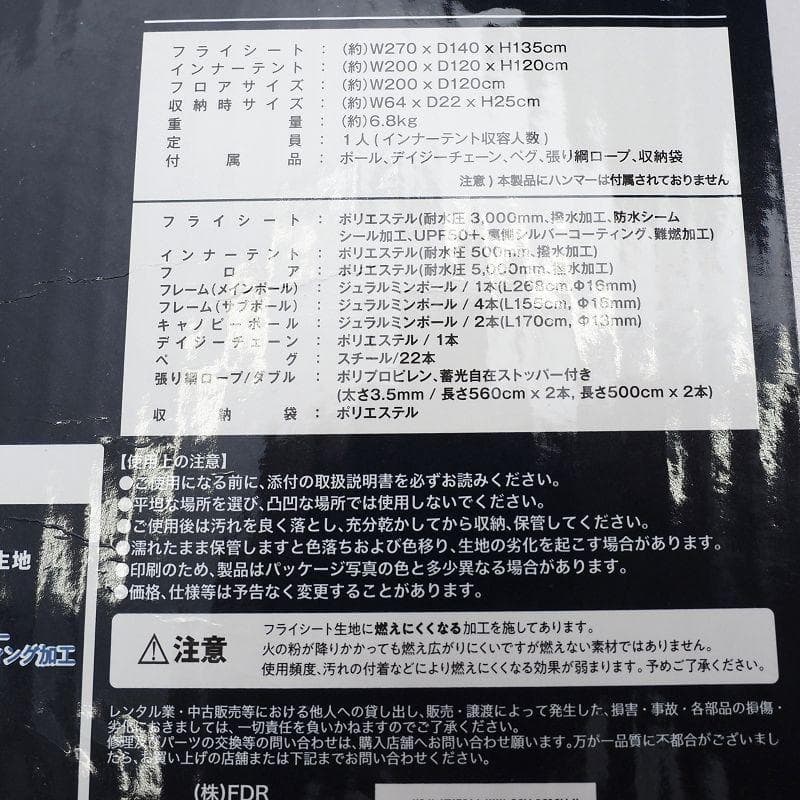 フライシート : (約)W270 x D140 x H135cm
インナーテント : (約)W200 x D120 x H120cm
フロアサイズ : (約)W200 x D120cm
収納時サイズ : (約)W64 x D22 x H25cm
重量 : (約)6.8kg
定員 : 1人(インナーテント収容人数)
付属品 : ポール、デイジーチェーン、ペグ、張り綱ロープ、収納袋
注意)本製品にハンマーは付属されておりません
フライシート : ポリエステル(耐水圧 3,000mm、撥水加工、防水シーム
シール加工、UPF50+、裏側シルバーコーティング、難燃加工)
インナーテント : ポリエステル(耐水圧 500mm、撥水加工)
フロア : ポリエステル(耐水圧 5,000mm、撥水加工)
フレーム(メインポール) : ジュラルミンポール / 1本(L268cm,Φ16mm)
フレーム(サブポール) : ジュラルミンポール / 4本(L155cm, Φ16mm)
キャノピーポール : ジュラルミンポール / 2本(L170cm, Φ13mm)
デイジーチェーン : ポリエステル / 1本
ペグ : スチール/22本
張り綱ロープ/ダブル : ポリプロピレン、蓄光自在ストッパー付き
(太さ3.5mm / 長さ560cm x 2本, 長さ500cm x 2本)
収納袋 : ポリエステル
【使用上の注意】
●ご使用になる前に、添付の取扱説明書を必ずお読みください。
●平坦な場所を選び、凸凹な場所では使用しないでください。
●ご使用後は汚れを良く落とし、充分乾かしてから収納、保管してください。
●濡れたまま保管しますと色落ちおよび色移り、生地の劣化を起こす場合があります。
●印刷のため、製品はパッケージ写真の色と多少異なる場合があります。
●価格、仕様等は予告なく変更することがあります。
生地
ング加工
注意
フライシート生地に燃えにくくなる加工を施してあります。
火の粉が降りかかっても燃え広がりにくいですが燃えない素材ではありません。
使用頻度、汚れの付着などにより燃えにくくなる効果が弱まります。予めご了承ください。
レンタル業・中古販売等における他人への貸し出し、販売・譲渡によって発生した、損害・事故・各部品の損傷・
劣化におきましては、一切責任を負いかねますのでご了承ください。
修理及びパーツの交換等の問い合わせは、購入店舗へお問い合わせ願います。万が一品質に不都合がございまし
たら、お買い上げの店舗または下記までお問い合わせください。
(株)FDR